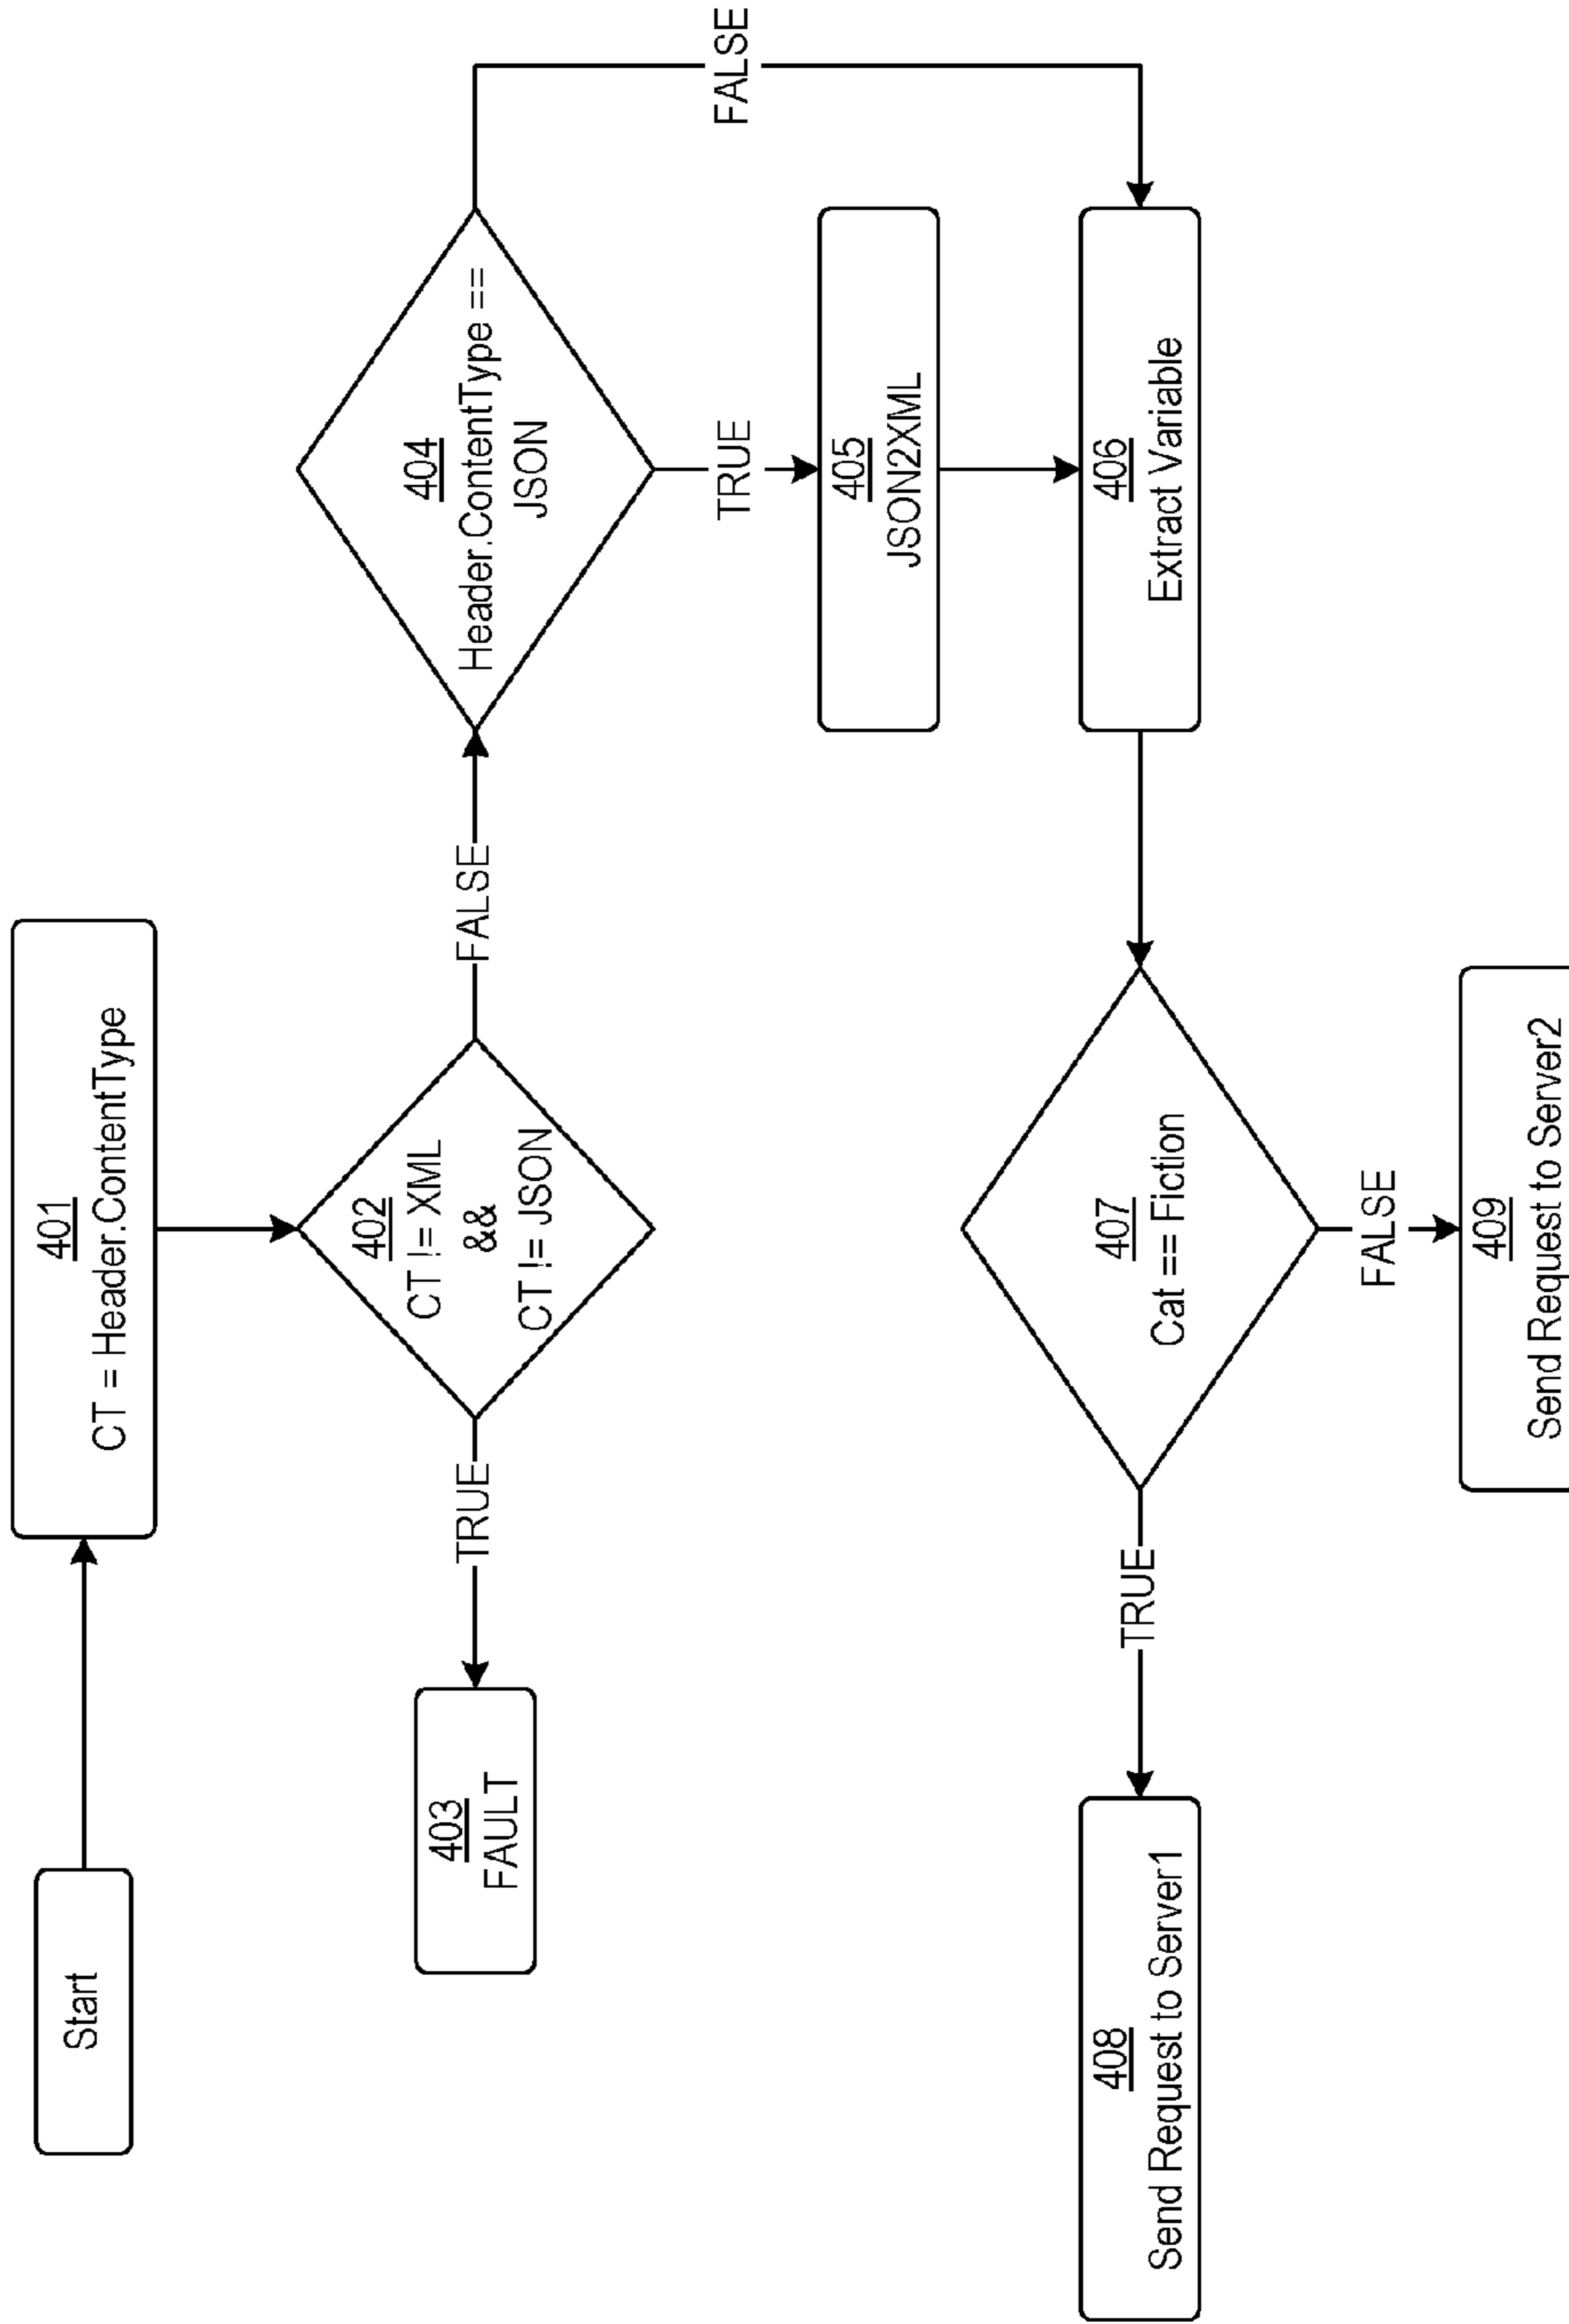 Start
401
CT = Header.ContentType
402
CT != XML
&&
CT != JSON
TRUE
403
FAULT
FALSE
404
Header.ContentType ==
JSON
FALSE
TRUE
405
JSON2XML
406
Extract Variable
407
Cat == Fiction
TRUE
408
Send Request to Server1
FALSE
409
Send Request to Server2